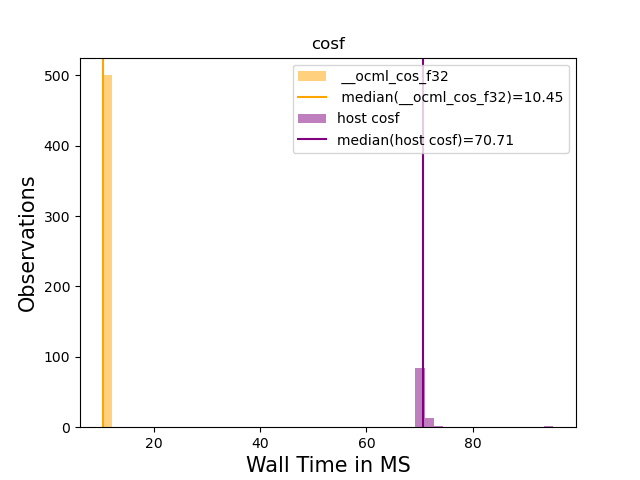 cosf
__ocml_cos_f32
median(__ocml_cos_f32)=10.45
host cosf
median(host cosf)=70.71
500
400
300
200
100
0
Observations
20 40 60 80
Wall Time in MS